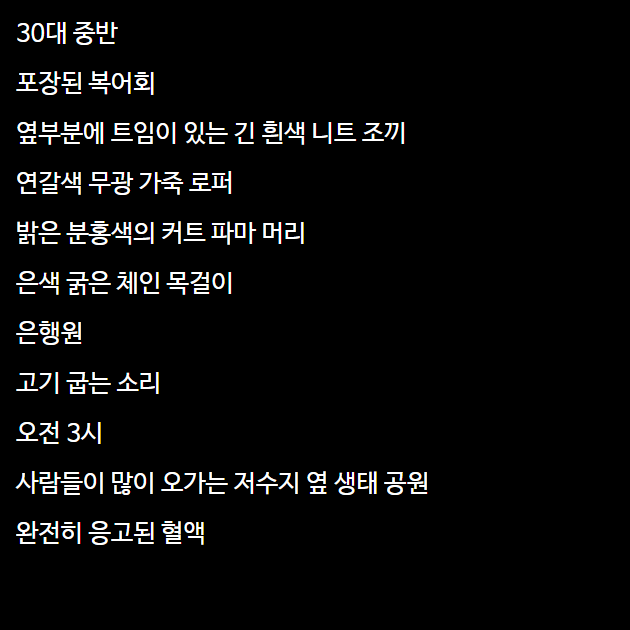 30대 중반
포장된 복어회
옆부분에 트임이 있는 긴 흰색 니트 조끼
연갈색 무광 가죽 로퍼
밝은 분홍색의 커트 파마 머리
은색 굵은 체인 목걸이
은행원
고기 굽는 소리
오전 3시
사람들이 많이 오가는 저수지 옆 생태 공원
완전히 응고된 혈액